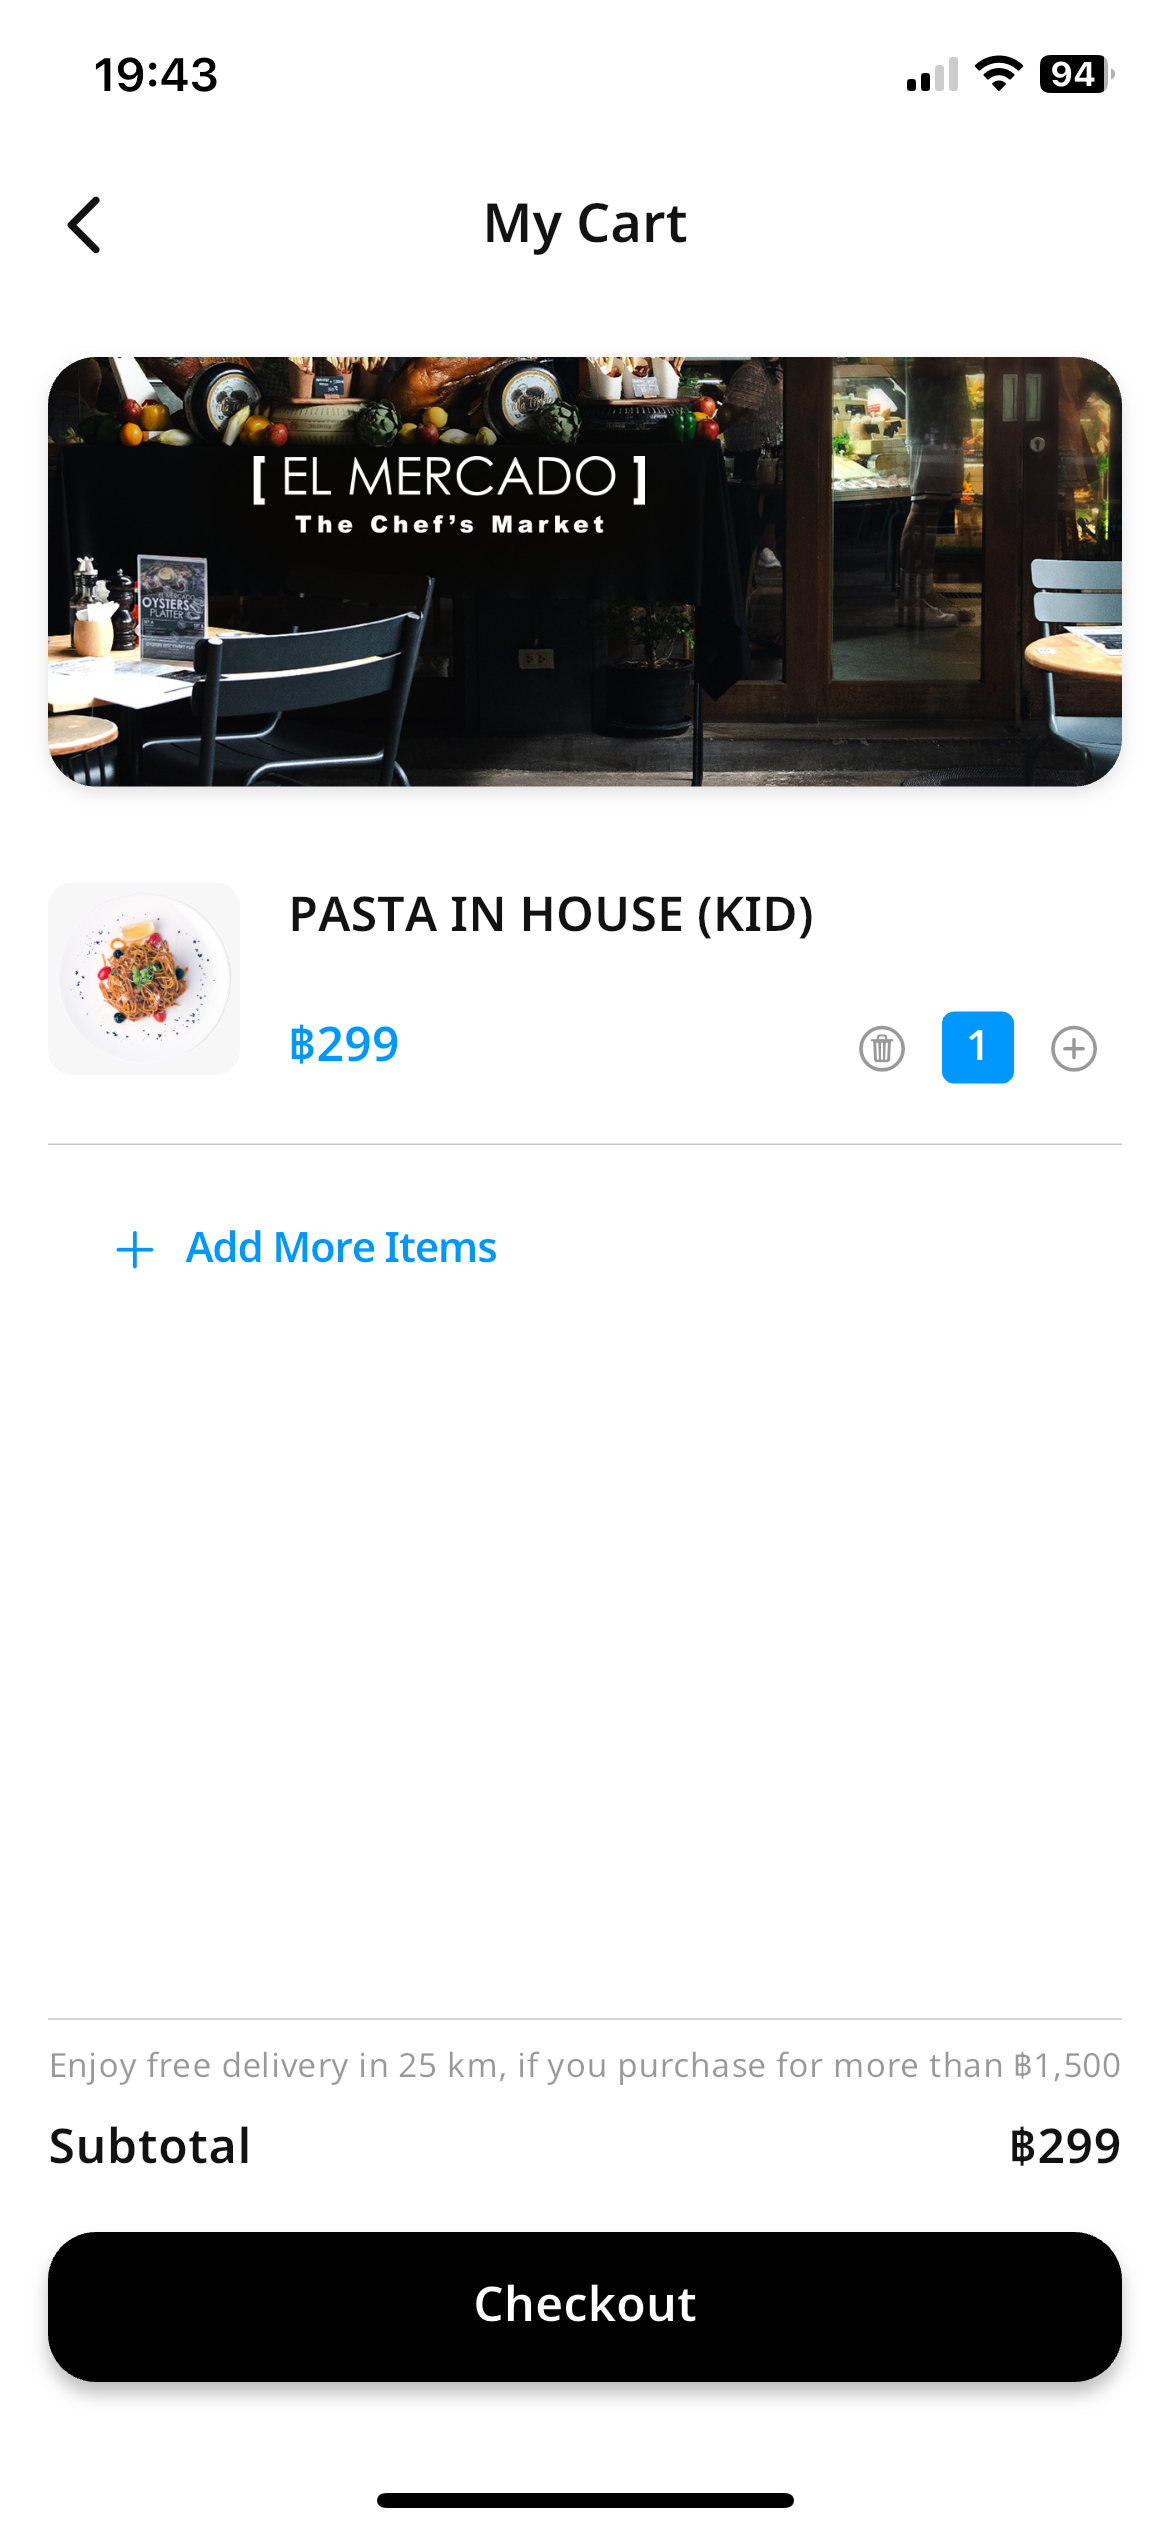 19:43
94
My Cart
[ EL MERCADO ]
The Chef's Market
OYSTERS
PLATTER
PASTA IN HOUSE (KID)
฿299
1
Add More Items
Enjoy free delivery in 25 km, if you purchase for more than ฿1,500
Subtotal
฿299
Checkout